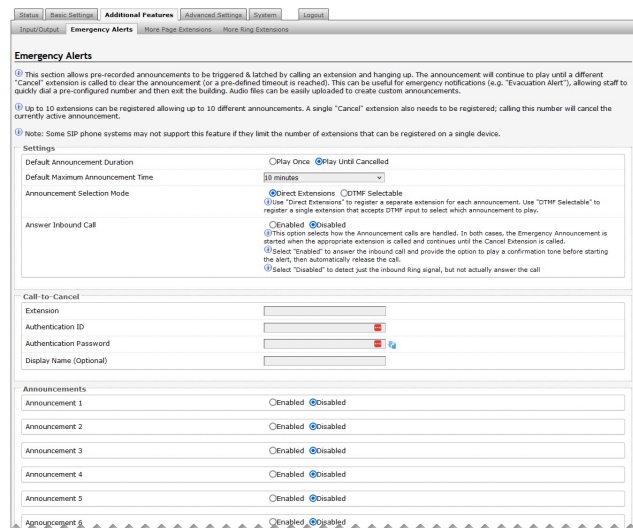 Status Basic Settings Additional Features Advanced Settings System Logout
Input/Output Emergency Alerts More Page Extensions More Ring Extensions
Emergency Alerts
This section allows pre-recorded announcements to be triggered & latched by calling an extension and hanging up. The announcement will continue to play until a different
"Cancel" extension is called to clear the announcement (or a pre-defined timeout is reached). This can be useful for emergency notifications (e.g. "Evacuation Alert"), allowing staff to
quickly dial a pre-configured number and then exit the building. Audio files can be easily uploaded to create custom announcements.
Up to 10 extensions can be registered allowing up to 10 different announcements. A single "Cancel" extension also needs to be registered; calling this number will cancel the
currently active announcement.
Note: Some SIP phone systems may not support this feature if they limit the number of extensions that can be registered on a single device.
Settings
Default Announcement Duration Play Once Play Until Cancelled
Default Maximum Announcement Time 10 minutes
Announcement Selection Mode Direct Extensions DTMF Selectable
Use "Direct Extensions" to register a separate extension for each announcement. Use "DTMF Selectable" to
register a single extension that accepts DTMF input to select which announcement to play.
Answer Inbound Call Enabled Disabled
This option selects how the Announcement calls are handled. In both cases, the Emergency Announcement is
started when the appropriate extension is called and continues until the Cancel Extension is called.
Select "Enabled" to answer the inbound call and provide the option to play a confirmation tone before starting
the alert, then automatically release the call.
Select "Disabled" to detect just the inbound Ring signal, but not actually answer the call
Call-to-Cancel
Extension
Authentication ID
Authentication Password
Display Name (Optional)
Announcements
Announcement 1 Enabled Disabled
Announcement 2 Enabled Disabled
Announcement 3 Enabled Disabled
Announcement 4 Enabled Disabled
Announcement 5 Enabled Disabled
Announcement 6 Enabled Disabled